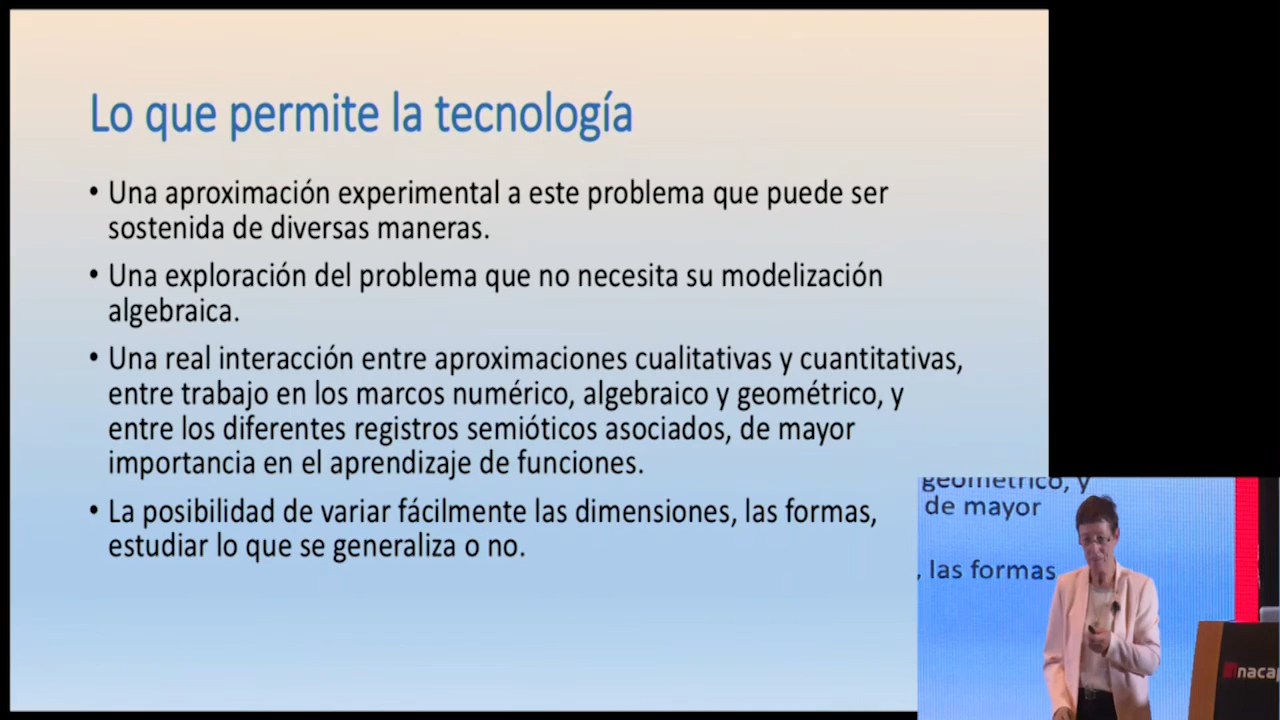 Lo que permite la tecnología
• Una aproximación experimental a este problema que puede ser
sostenida de diversas maneras.
• Una exploración del problema que no necesita su modelización
algebraica.
• Una real interacción entre aproximaciones cualitativas y cuantitativas,
entre trabajo en los marcos numérico, algebraico y geométrico, y
entre los diferentes registros semióticos asociados, de mayor
importancia en el aprendizaje de funciones.
• La posibilidad de variar fácilmente las dimensiones, las formas,
estudiar lo que se generaliza o no.
geométrico, y
de mayor
, las formas
nacap